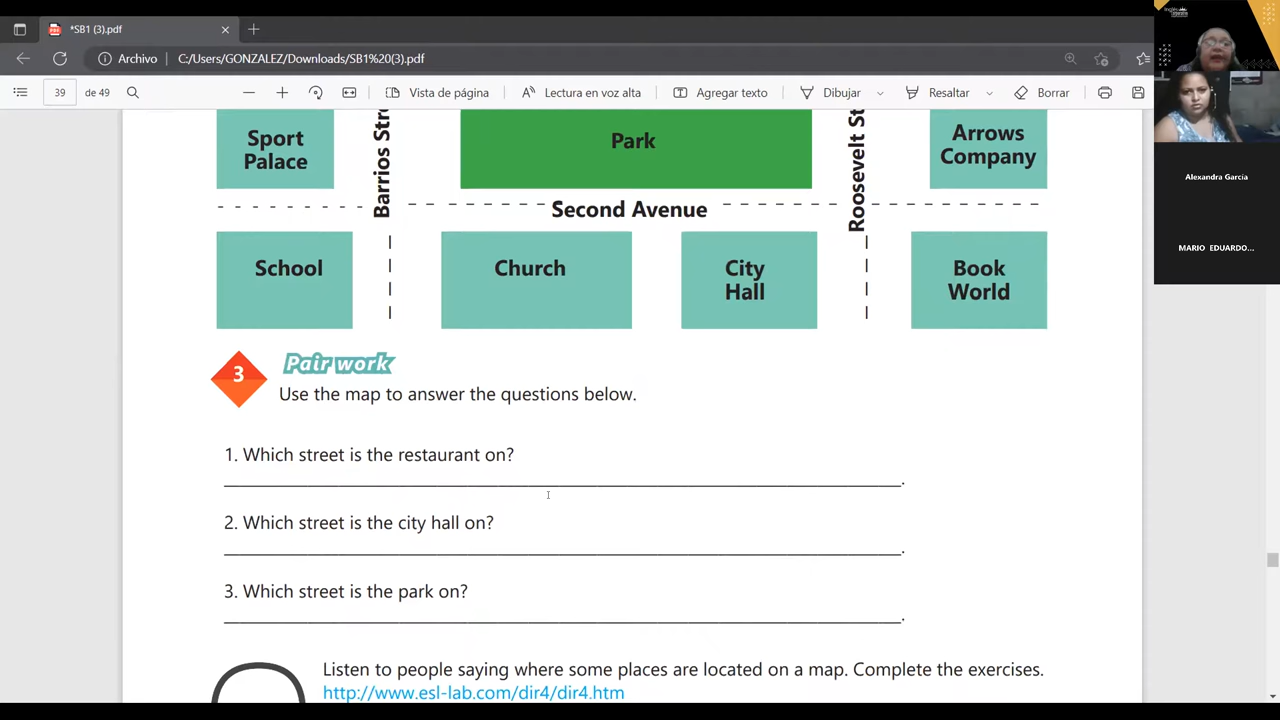 *SB1 (3).pdf
Archivo
C:/Users/GONZALEZ/Downloads/SB1%20(3).pdf
39 de 49
Vista de página
Lectura en voz alta
Agregar texto
Dibujar
Resaltar
Borrar
Alexandra García
MARIO EDUARDO...
Sport
Palace
Park
Arrows
Company
Second Avenue
School
Church
City
Hall
Book
World
3
Pair work
Use the map to answer the questions below.
1. Which street is the restaurant on?
2. Which street is the city hall on?
3. Which street is the park on?
Listen to people saying where some places are located on a map. Complete the exercises.
http://www.esl-lab.com/dir4/dir4.htm